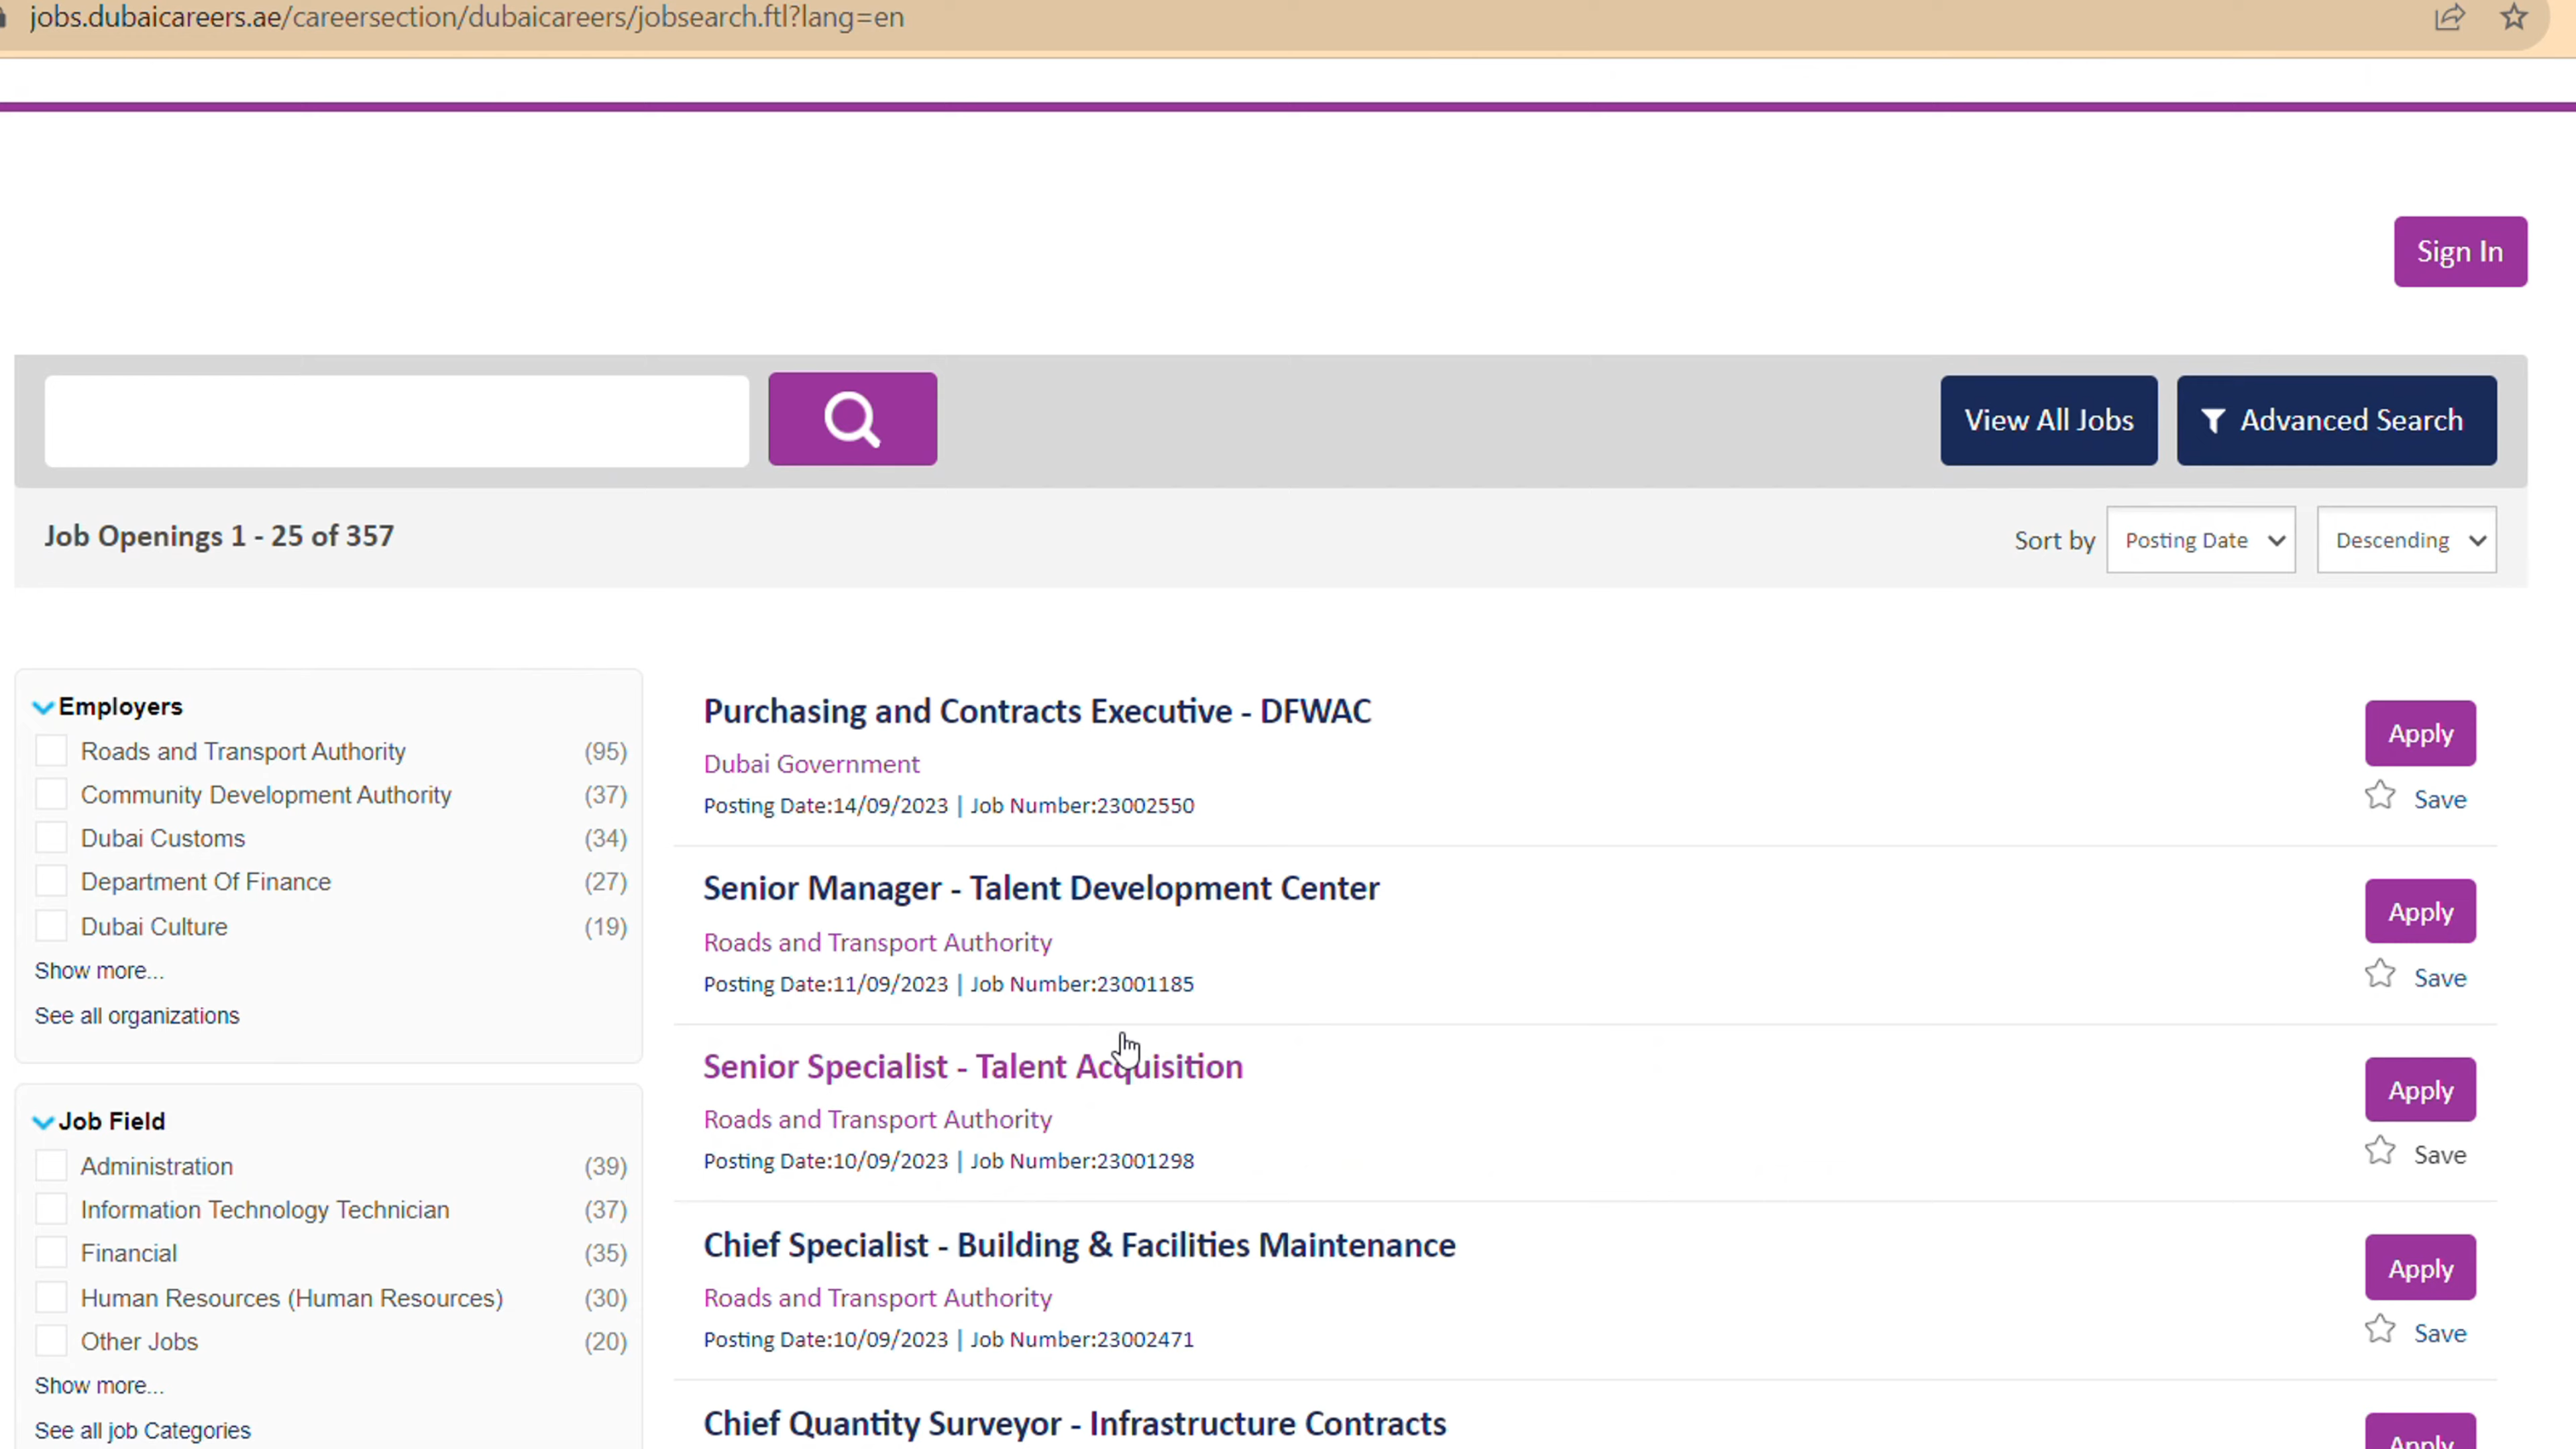 jobs.dubaicareers.ae/careersection/dubaicareers/jobsearch.ftl?lang=en
Sign In
View All Jobs
Advanced Search
Job Openings 1 - 25 of 357
Sort by
Posting Date
Descending
Employers
Roads and Transport Authority (95)
Community Development Authority (37)
Dubai Customs (34)
Department Of Finance (27)
Dubai Culture (19)
Show more...
See all organizations
Job Field
Administration (39)
Information Technology Technician (37)
Financial (35)
Human Resources (Human Resources) (30)
Other Jobs (20)
Show more...
See all job Categories
Purchasing and Contracts Executive - DFWAC
Dubai Government
Posting Date:14/09/2023 | Job Number:23002550
Apply
Save
Senior Manager - Talent Development Center
Roads and Transport Authority
Posting Date:11/09/2023 | Job Number:23001185
Apply
Save
Senior Specialist - Talent Acquisition
Roads and Transport Authority
Posting Date:10/09/2023 | Job Number:23001298
Apply
Save
Chief Specialist - Building & Facilities Maintenance
Roads and Transport Authority
Posting Date:10/09/2023 | Job Number:23002471
Apply
Save
Chief Quantity Surveyor - Infrastructure Contracts
Apply